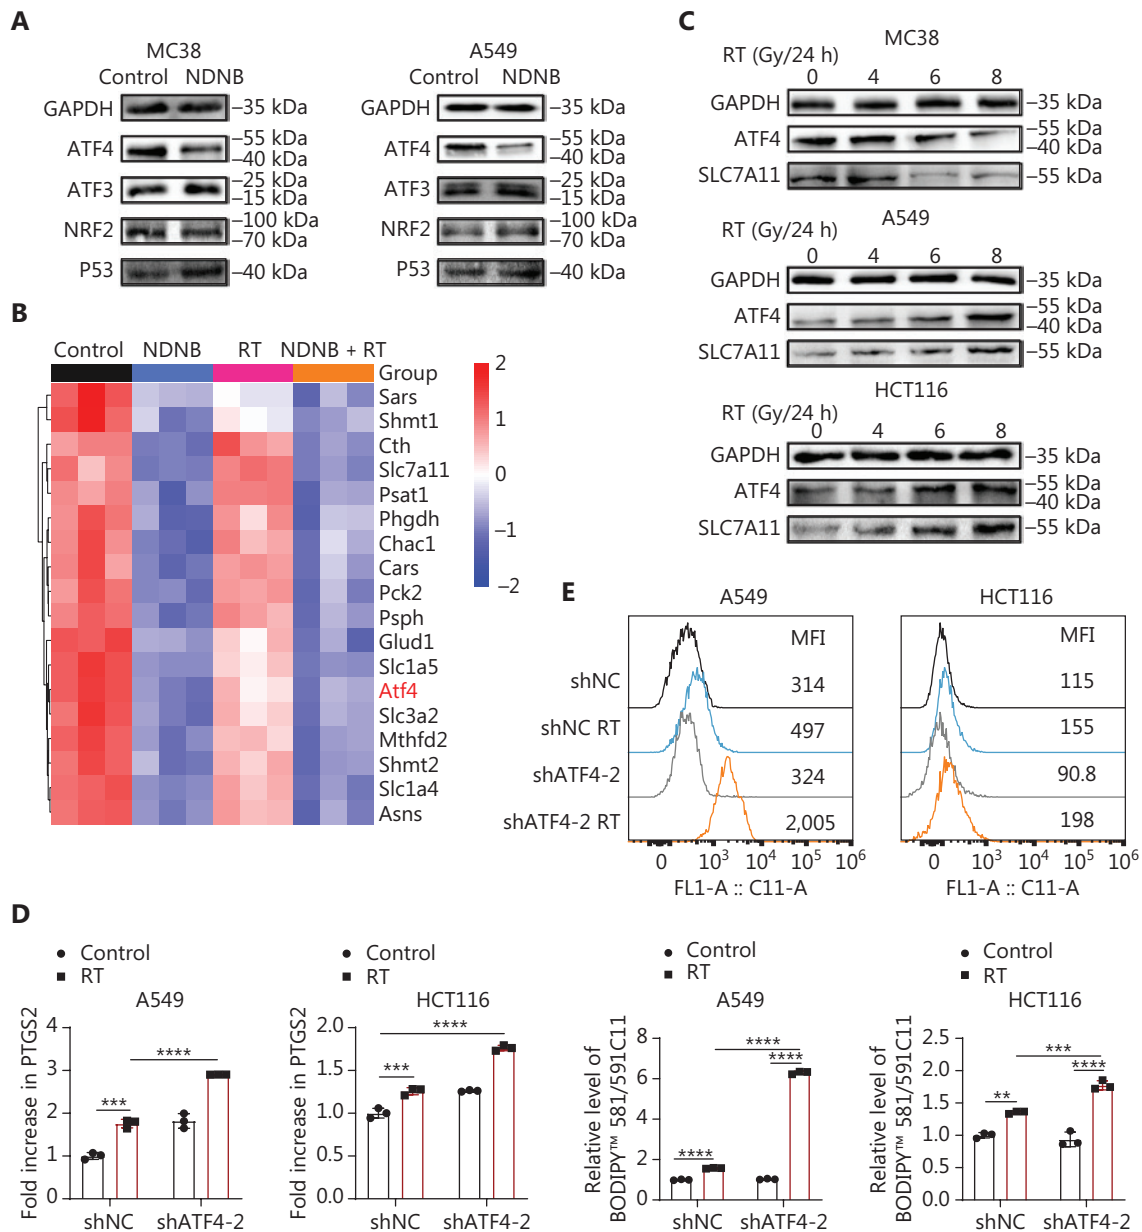 A
MC38
Control NDNB
GAPDH –35 kDa
ATF4 –55 kDa
–40 kDa
ATF3 –25 kDa
–15 kDa
NRF2 –100 kDa
–70 kDa
P53 –40 kDa
A549
Control NDNB
GAPDH –35 kDa
ATF4 –55 kDa
–40 kDa
ATF3 –25 kDa
–15 kDa
NRF2 –100 kDa
–70 kDa
P53 –40 kDa
B
Control NDNB RT NDNB + RT
Group
Sars
Shmt1
Cth
Slc7a11
Psat1
Phgdh
Chac1
Cars
Pck2
Psph
Glud1
Slc1a5
Atf4
Slc3a2
Mthfd2
Shmt2
Slc1a4
Asns
2
1
0
–1
–2
C
MC38
RT (Gy/24 h)
0 4 6 8
GAPDH –35 kDa
ATF4 –55 kDa
–40 kDa
SLC7A11 –55 kDa
A549
RT (Gy/24 h)
0 4 6 8
GAPDH –35 kDa
ATF4 –55 kDa
–40 kDa
SLC7A11 –55 kDa
HCT116
RT (Gy/24 h)
0 4 6 8
GAPDH –35 kDa
ATF4 –55 kDa
–40 kDa
SLC7A11 –55 kDa
E
A549
MFI
shNC 314
shNC RT 497
shATF4-2 324
shATF4-2 RT 2,005
0 10³ 10⁴ 10⁵ 10⁶
FL1-A :: C11-A
HCT116
MFI
115
155
90.8
198
0 10³ 10⁴ 10⁵ 10⁶
FL1-A :: C11-A
D
Control
RT
A549
Fold increase in PTGS2
4
3
2
1
0
***
****
shNC shATF4-2
Control
RT
HCT116
Fold increase in PTGS2
2.0
1.5
1.0
0.5
0.0
***
****
shNC shATF4-2
Control
RT
A549
Relative level of
BODIPY™ 581/591C11
8
6
4
2
0
****
****
****
shNC shATF4-2
Control
RT
HCT116
Relative level of
BODIPY™ 581/591C11
2.5
2.0
1.5
1.0
0.5
0.0
**
***
****
shNC shATF4-2